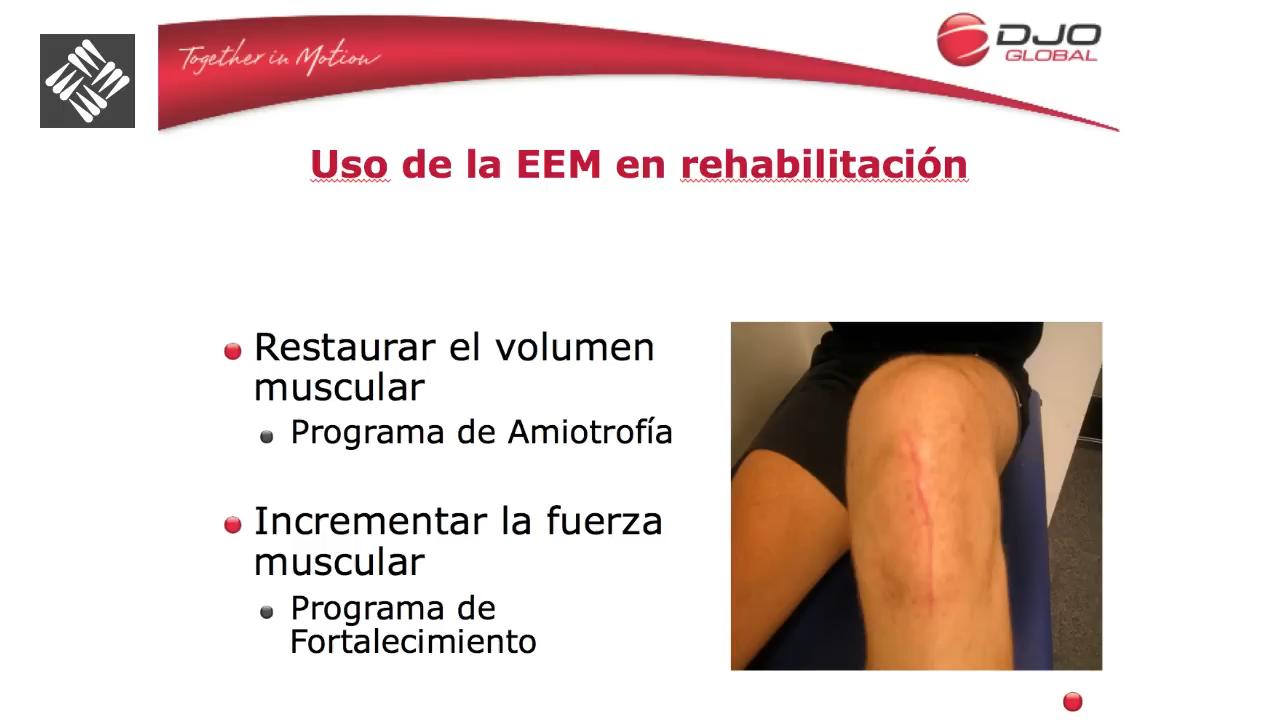 Together in Motion
DJO
GLOBAL
Uso de la EEM en rehabilitación
Restaurar el volumen
muscular
Programa de Amiotrofía
Incrementar la fuerza
muscular
Programa de
Fortalecimiento